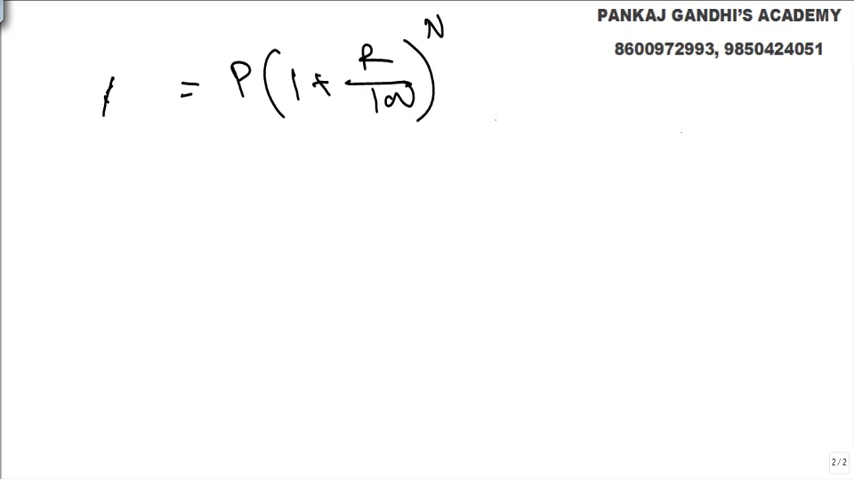 PANKAJ GANDHI'S ACADEMY
8600972993, 9850424051
= P(1+R/100)^N
2/2